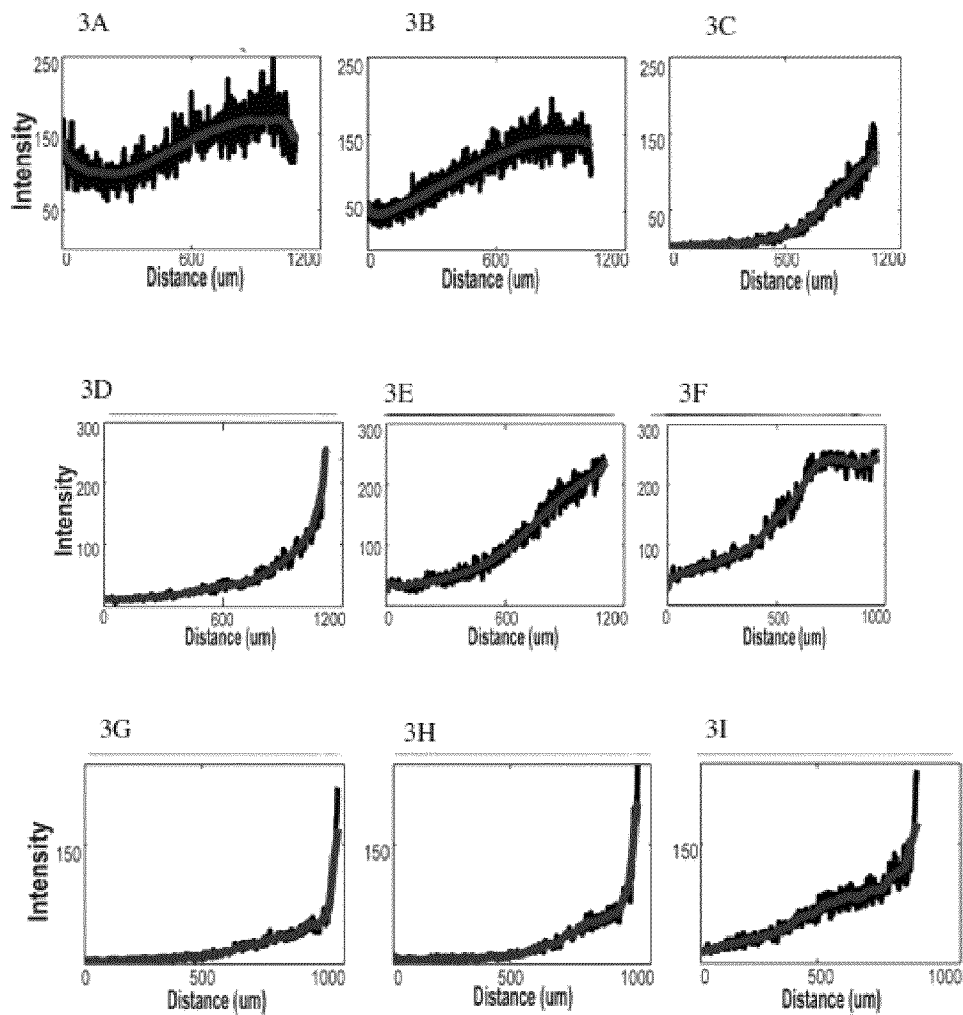 3A 3B 3C
250 250 250
Intensity 150 150 150
50 50 50
0 600 1200 0 600 1200 0 600 1200
Distance (um) Distance (um) Distance (um)
3D 3E 3F
300 300 300
Intensity 200 200 200
100 100 100
0 600 1200 0 600 1200 0 500 1000
Distance (um) Distance (um) Distance (um)
3G 3H 3I
Intensity 150 150 150
0 500 1000 0 500 1000 0 500 1000
Distance (um) Distance (um) Distance (um)